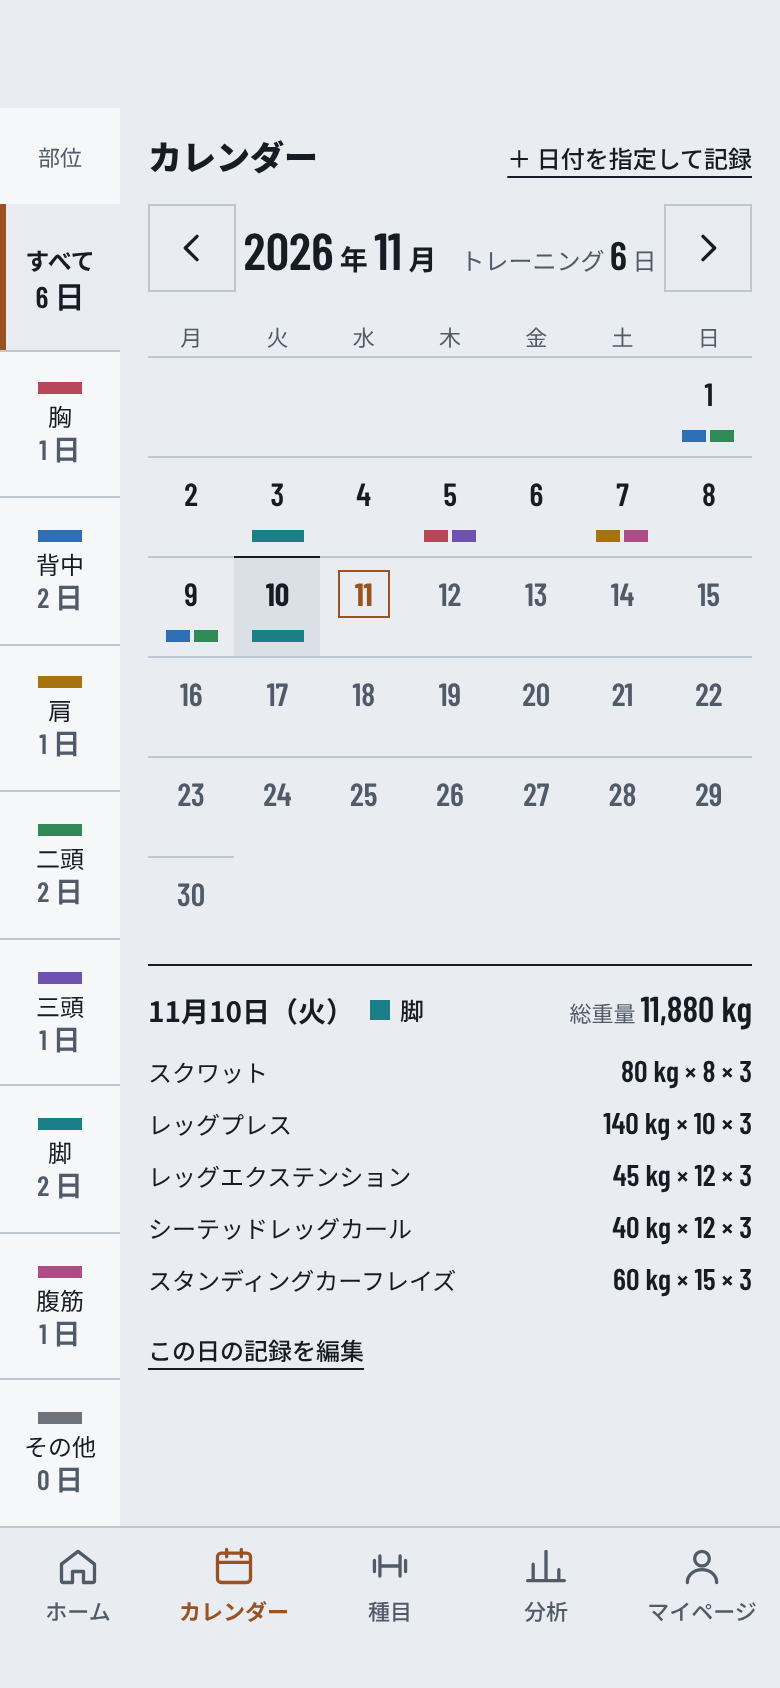 部位
すべて
6 日
胸
1 日
背中
2 日
肩
1 日
二頭
2 日
三頭
1 日
脚
2 日
腹筋
1 日
その他
0 日
カレンダー
＋ 日付を指定して記録
2026 年 11 月 トレーニング 6 日
月 火 水 木 金 土 日
1
2 3 4 5 6 7 8
9 10 11 12 13 14 15
16 17 18 19 20 21 22
23 24 25 26 27 28 29
30
11月10日（火） 脚 総重量 11,880 kg
スクワット 80 kg × 8 × 3
レッグプレス 140 kg × 10 × 3
レッグエクステンション 45 kg × 12 × 3
シーテッドレッグカール 40 kg × 12 × 3
スタンディングカーフレイズ 60 kg × 15 × 3
この日の記録を編集
ホーム カレンダー 種目 分析 マイページ